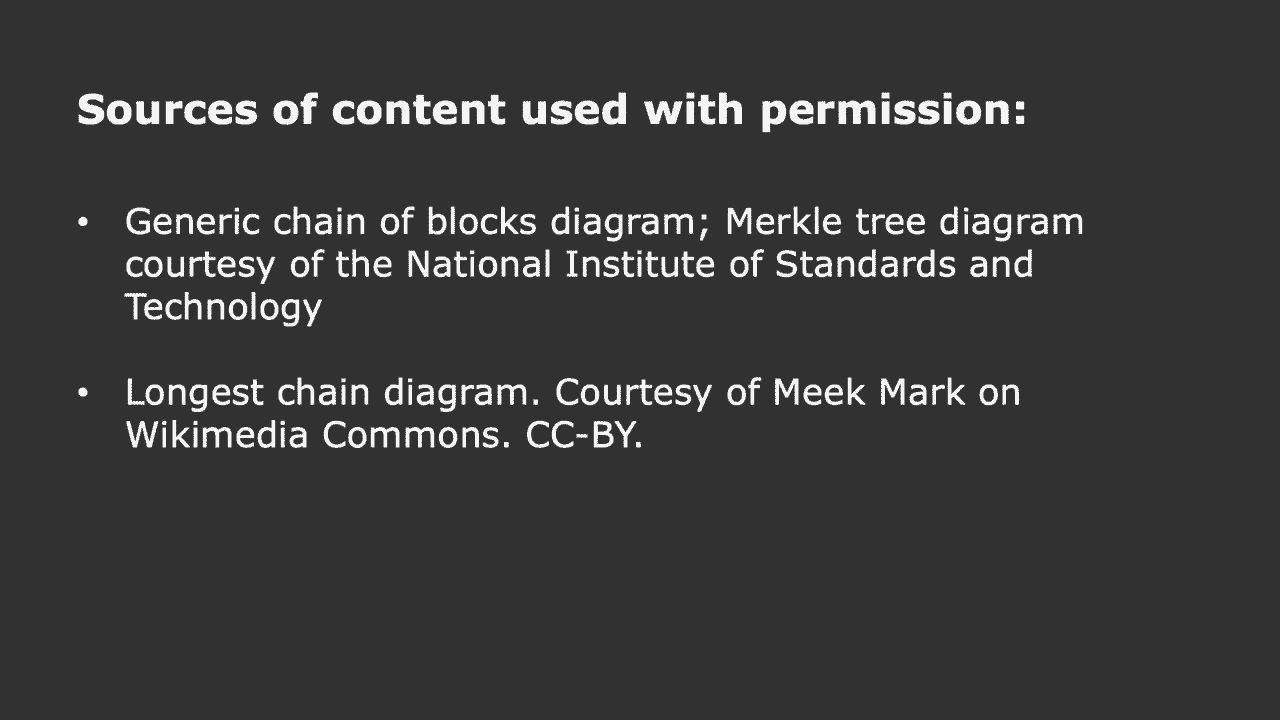 Sources of content used with permission:
• Generic chain of blocks diagram; Merkle tree diagram
courtesy of the National Institute of Standards and
Technology
• Longest chain diagram. Courtesy of Meek Mark on
Wikimedia Commons. CC-BY.